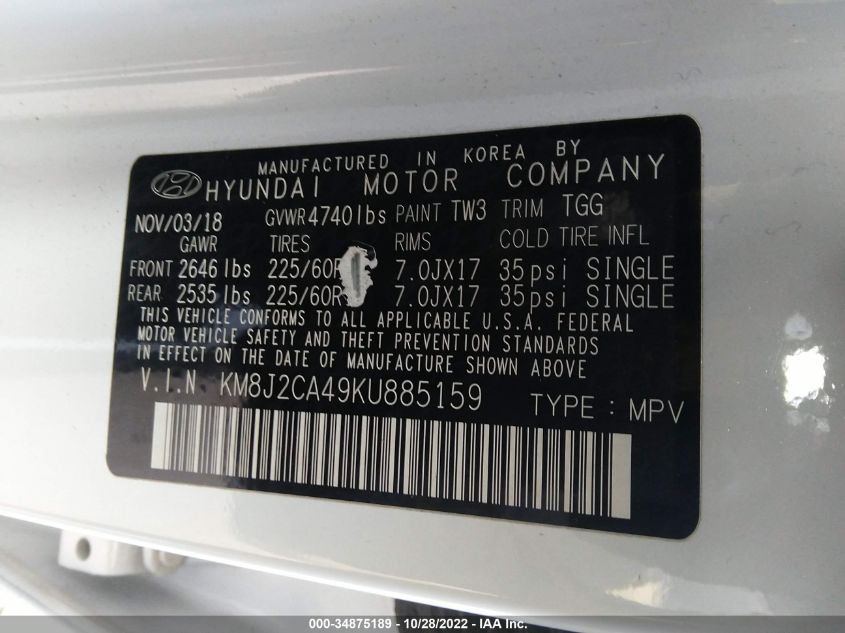 MANUFACTURED IN KOREA BY
HYUNDAI MOTOR COMPANY
NOV/03/18 GVWR 4740lbs PAINT TW3 TRIM TGG
GAWR TIRES RIMS COLD TIRE INFL
FRONT 2646 lbs 225/60R 7.0JX17 35psi SINGLE
REAR 2535 lbs 225/60R 7.0JX17 35psi SINGLE
THIS VEHICLE CONFORMS TO ALL APPLICABLE U.S.A. FEDERAL
MOTOR VEHICLE SAFETY AND THEFT PREVENTION STANDARDS
IN EFFECT ON THE DATE OF MANUFACTURE SHOWN ABOVE
V.I.N. KM8J2CA49KU885159 TYPE : MPV
000-34875189 - 10/28/2022 - IAA Inc.